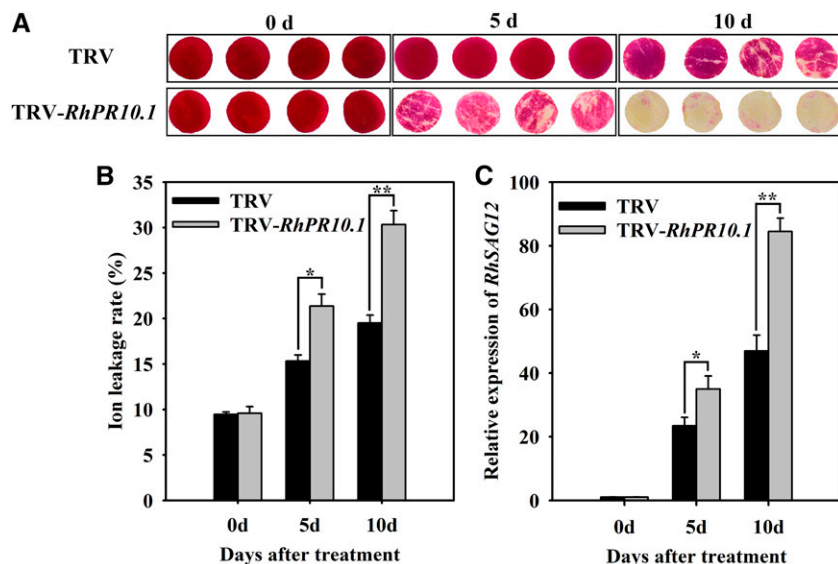 A
0 d
5 d
10 d
TRV
TRV-RhPR10.1
B
35
30
25
20
15
10
5
0
Ion leakage rate (%)
TRV
TRV-RhPR10.1
*
**
0d
5d
10d
Days after treatment
C
100
80
60
40
20
0
Relative expression of RhSAG12
TRV
TRV-RhPR10.1
*
**
0d
5d
10d
Days after treatment